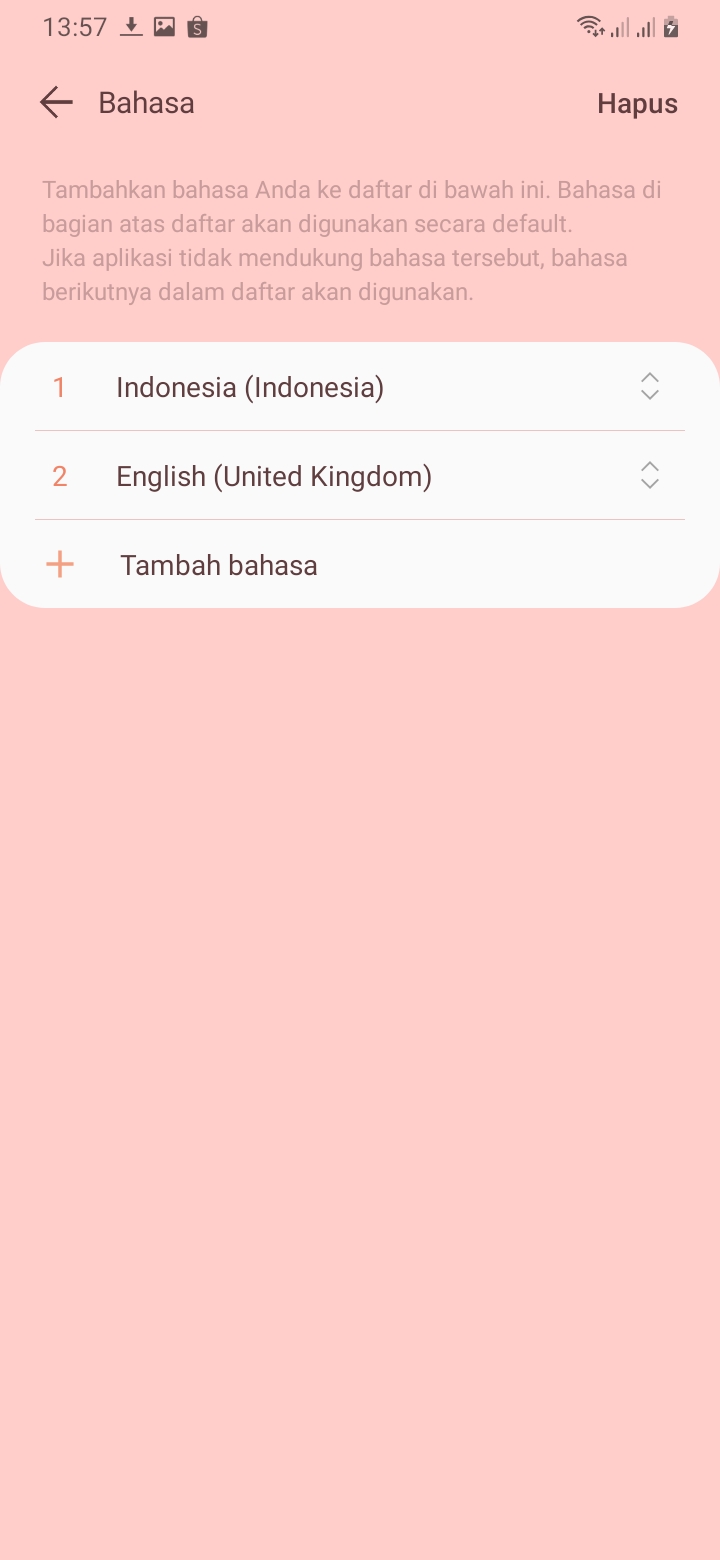 13:57
Bahasa
Hapus
Tambahkan bahasa Anda ke daftar di bawah ini. Bahasa di
bagian atas daftar akan digunakan secara default.
Jika aplikasi tidak mendukung bahasa tersebut, bahasa
berikutnya dalam daftar akan digunakan.
1 Indonesia (Indonesia)
2 English (United Kingdom)
Tambah bahasa